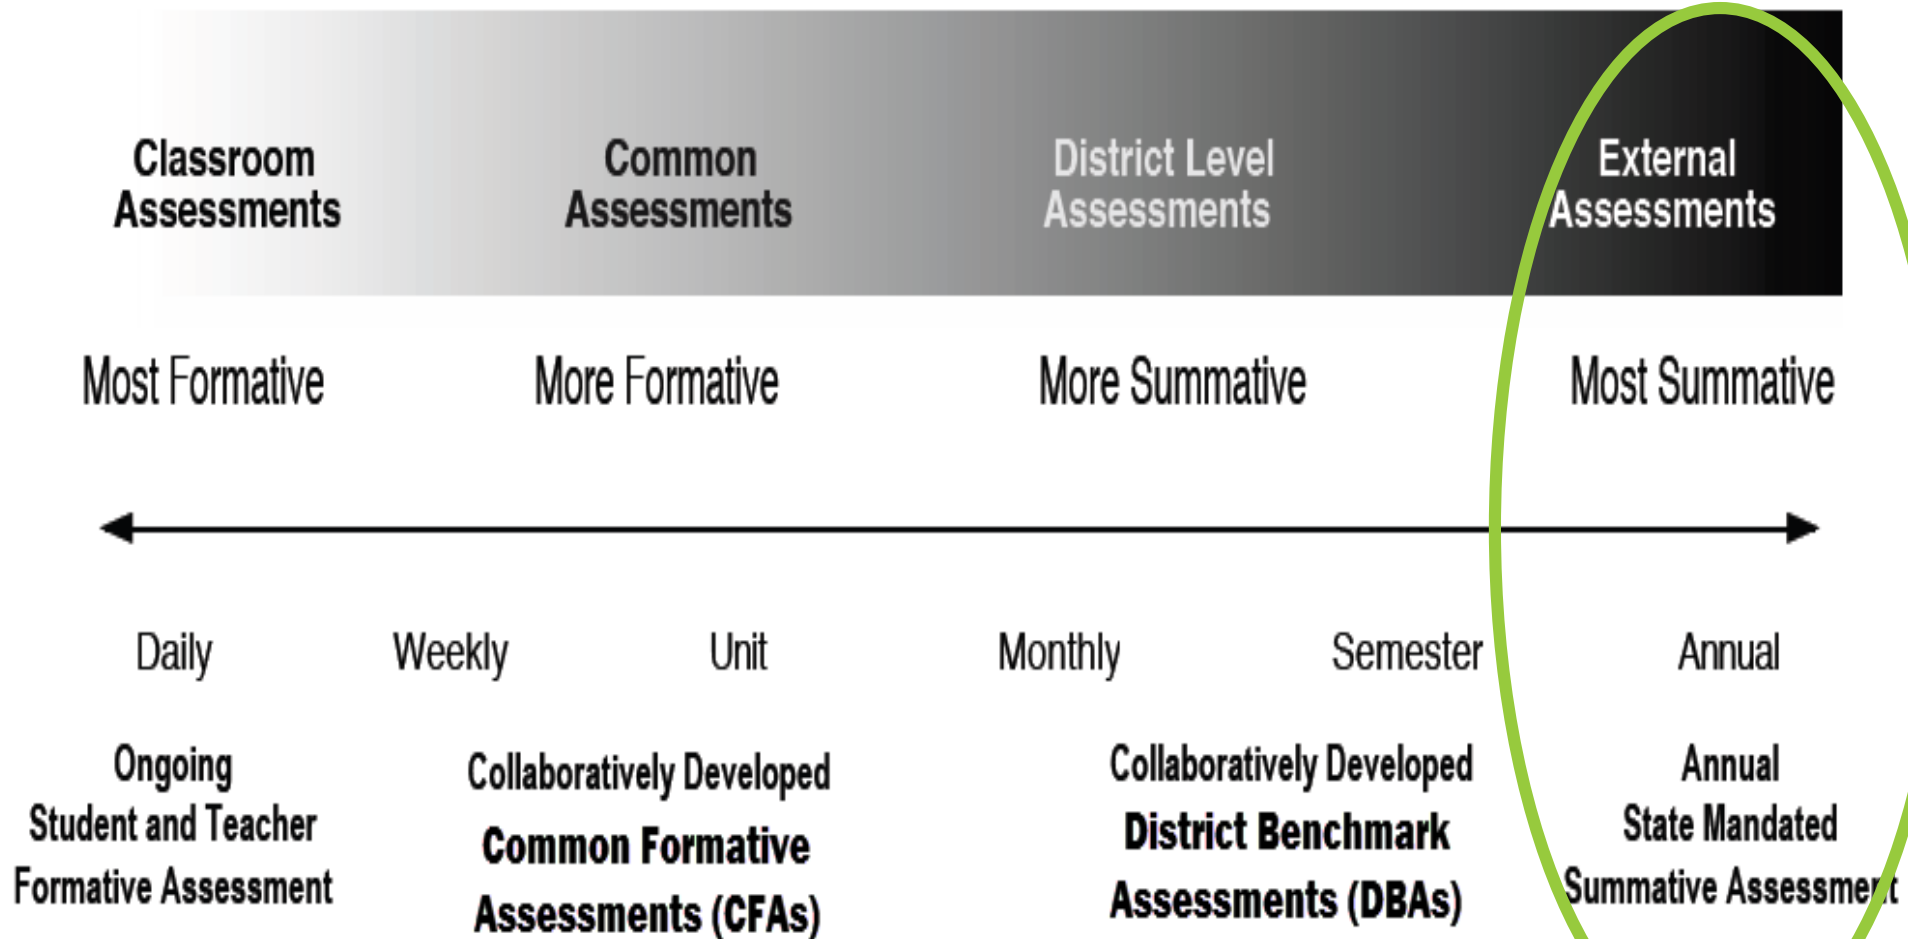 Classroom
Assessments
Common
Assessments
District Level
Assessments
External
Assessments
Most Formative
More Formative
More Summative
Most Summative
Daily
Weekly
Unit
Monthly
Semester
Annual
Ongoing
Student and Teacher
Formative Assessment
Collaboratively Developed
Common Formative
Assessments (CFAs)
Collaboratively Developed
District Benchmark
Assessments (DBAs)
Annual
State Mandated
Summative Assessment